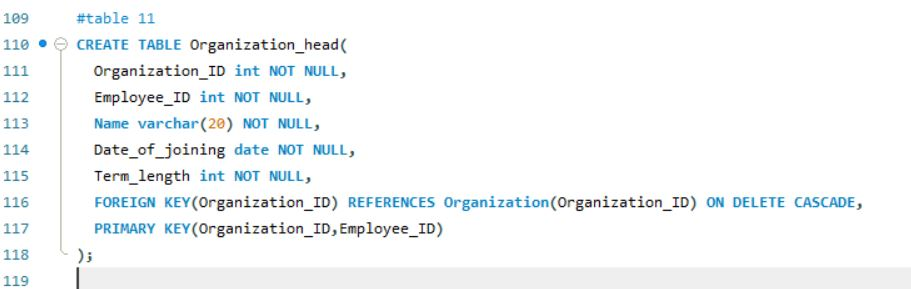 109 #table 11
110 CREATE TABLE Organization_head(
111 Organization_ID int NOT NULL,
112 Employee_ID int NOT NULL,
113 Name varchar(20) NOT NULL,
114 Date_of_joining date NOT NULL,
115 Term_length int NOT NULL,
116 FOREIGN KEY(Organization_ID) REFERENCES Organization(Organization_ID) ON DELETE CASCADE,
117 PRIMARY KEY(Organization_ID,Employee_ID)
118 );
119